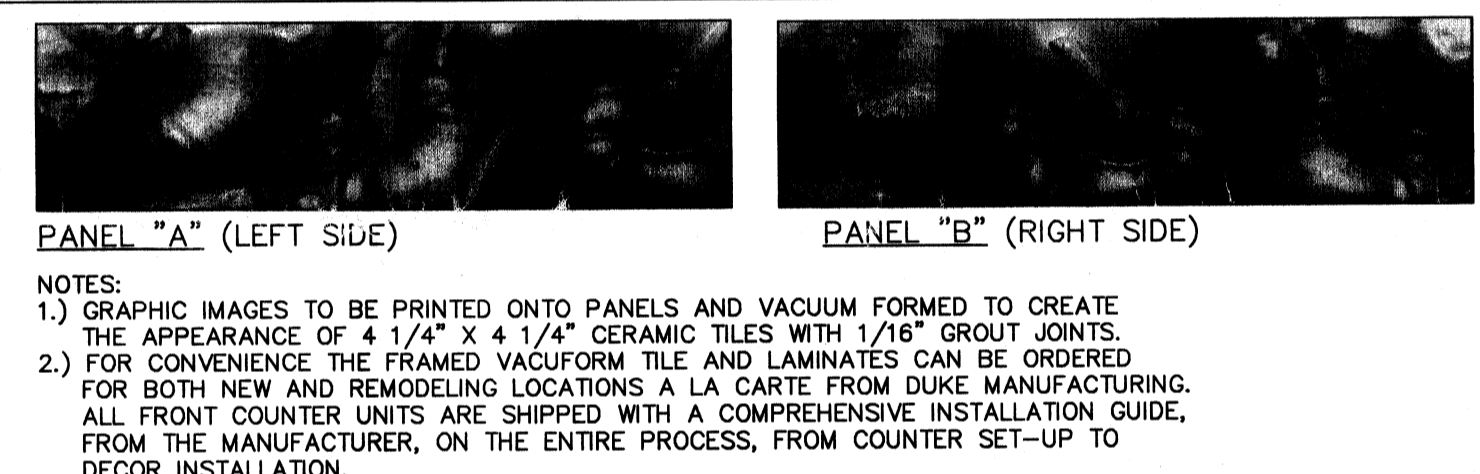 PANEL "A" (LEFT SIDE)
PANEL "B" (RIGHT SIDE)
NOTES:
1.) GRAPHIC IMAGES TO BE PRINTED ONTO PANELS AND VACUUM FORMED TO CREATE
THE APPEARANCE OF 4 1/4" X 4 1/4" CERAMIC TILES WITH 1/16" GROUT JOINTS.
2.) FOR CONVENIENCE THE FRAMED VACUFORM TILE AND LAMINATES CAN BE ORDERED
FOR BOTH NEW AND REMODELING LOCATIONS A LA CARTE FROM DUKE MANUFACTURING.
ALL FRONT COUNTER UNITS ARE SHIPPED WITH A COMPREHENSIVE INSTALLATION GUIDE,
FROM THE MANUFACTURER, ON THE ENTIRE PROCESS, FROM COUNTER SET-UP TO
DECOR INSTALLATION.